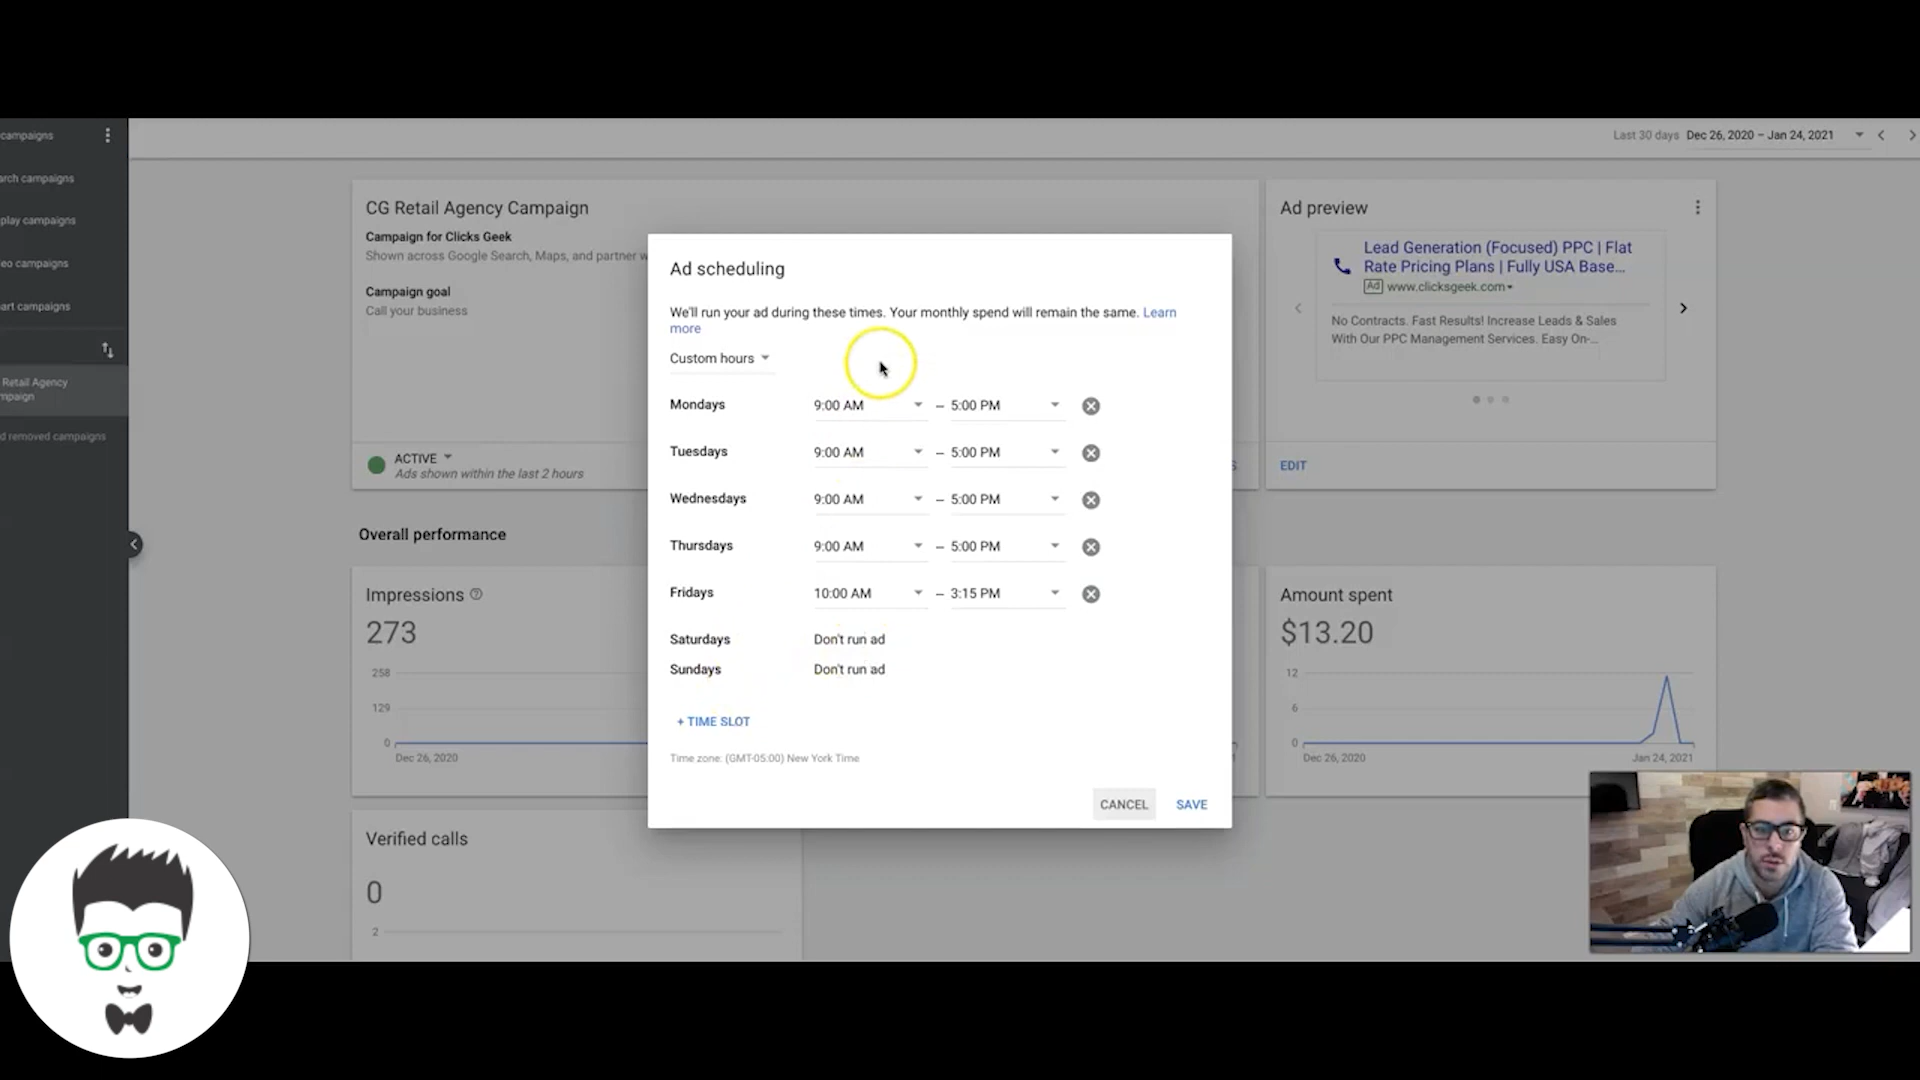 campaigns
Last 30 days Dec 26, 2020 – Jan 24, 2021
rch campaigns
play campaigns
eo campaigns
art campaigns
Retail Agency
mpaign
d removed campaigns
CG Retail Agency Campaign
Campaign for Clicks Geek
Shown across Google Search, Maps, and partner w
Campaign goal
Call your business
ACTIVE
Ads shown within the last 2 hours
Ad preview
Lead Generation (Focused) PPC | Flat
Rate Pricing Plans | Fully USA Base...
Ad www.clicksgeek.com
No Contracts. Fast Results! Increase Leads & Sales
With Our PPC Management Services. Easy On-...
EDIT
Ad scheduling
We'll run your ad during these times. Your monthly spend will remain the same. Learn
more
Custom hours
Mondays 9:00 AM – 5:00 PM
Tuesdays 9:00 AM – 5:00 PM
Wednesdays 9:00 AM – 5:00 PM
Thursdays 9:00 AM – 5:00 PM
Fridays 10:00 AM – 3:15 PM
Saturdays Don't run ad
Sundays Don't run ad
+ TIME SLOT
Time zone: (GMT-05:00) New York Time
CANCEL SAVE
Overall performance
Impressions
273
258
129
0
Dec 26, 2020
Amount spent
$13.20
12
6
0
Dec 26, 2020 Jan 24, 2021
Verified calls
0
2